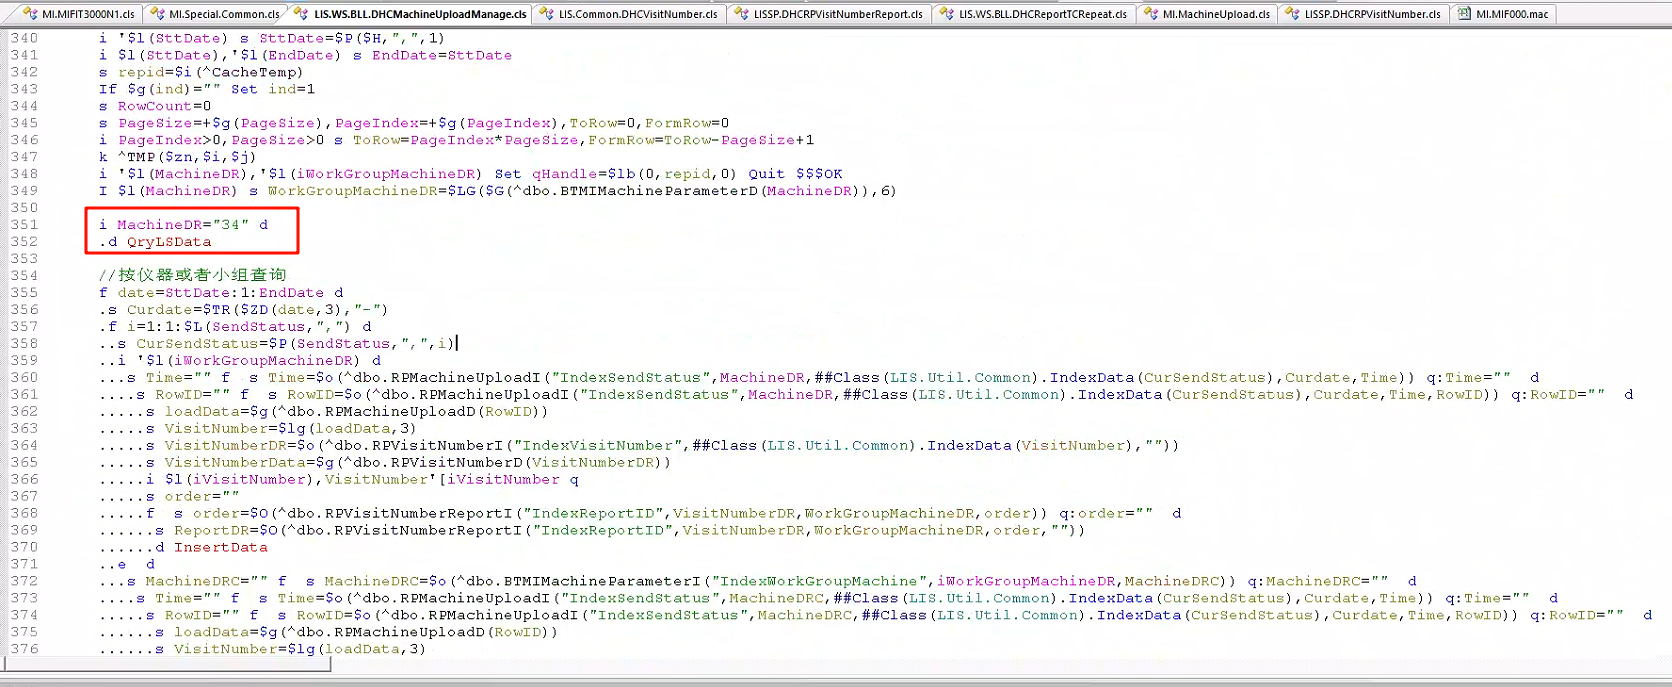 MI.MIFIT3000N1.cls MI.Special.Common.cls LIS.WS.BLL.DHCMachineUploadManage.cls LIS.Common.DHCVisitNumber.cls LISSP.DHCRPVisitNumberReport.cls LIS.WS.BLL.DHCReportTCRepeat.cls MI.MachineUpload.cls LISSP.DHCRPVisitNumber.cls MI.MIF000.mac
340 i '$l(SttDate) s SttDate=$P($H,",",1)
341 i $l(SttDate),'$l(EndDate) s EndDate=SttDate
342 s repid=$i(^CacheTemp)
343 If $g(ind)="" Set ind=1
344 s RowCount=0
345 s PageSize=+$g(PageSize),PageIndex=+$g(PageIndex),ToRow=0,FormRow=0
346 i PageIndex>0,PageSize>0 s ToRow=PageIndex*PageSize,FormRow=ToRow-PageSize+1
347 k ^TMP($zn,$i,$j)
348 i '$l(MachineDR),'$l(iWorkGroupMachineDR) Set qHandle=$lb(0,repid,0) Quit $$$OK
349 I $l(MachineDR) s WorkGroupMachineDR=$LG($G(^dbo.BTMIMachineParameterD(MachineDR)),6)
350
351 i MachineDR="34" d
352 .d QryLSData
353
354 //按仪器或者小组查询
355 f date=SttDate:1:EndDate d
356 .s Curdate=$TR($ZD(date,3),"-")
357 .f i=1:1:$L(SendStatus,",") d
358 ..s CurSendStatus=$P(SendStatus,",",i)
359 ..i '$l(iWorkGroupMachineDR) d
360 ...s Time="" f  s Time=$o(^dbo.RPMachineUploadI("IndexSendStatus",MachineDR,##Class(LIS.Util.Common).IndexData(CurSendStatus),Curdate,Time)) q:Time=""  d
361 ....s RowID="" f  s RowID=$o(^dbo.RPMachineUploadI("IndexSendStatus",MachineDR,##Class(LIS.Util.Common).IndexData(CurSendStatus),Curdate,Time,RowID)) q:RowID=""  d
362 .....s loadData=$g(^dbo.RPMachineUploadD(RowID))
363 .....s VisitNumber=$lg(loadData,3)
364 .....s VisitNumberDR=$o(^dbo.RPVisitNumberI("IndexVisitNumber",##Class(LIS.Util.Common).IndexData(VisitNumber),""))
365 .....s VisitNumberData=$g(^dbo.RPVisitNumberD(VisitNumberDR))
366 .....i $l(iVisitNumber),VisitNumber'[iVisitNumber q
367 .....s order=""
368 .....f  s order=$O(^dbo.RPVisitNumberReportI("IndexReportID",VisitNumberDR,WorkGroupMachineDR,order)) q:order=""  d
369 ......s ReportDR=$O(^dbo.RPVisitNumberReportI("IndexReportID",VisitNumberDR,WorkGroupMachineDR,order,""))
370 ......d InsertData
371 ..e  d
372 ...s MachineDRC="" f  s MachineDRC=$o(^dbo.BTMIMachineParameterI("IndexWorkGroupMachine",iWorkGroupMachineDR,MachineDRC)) q:MachineDRC=""  d
373 ....s Time="" f  s Time=$o(^dbo.RPMachineUploadI("IndexSendStatus",MachineDRC,##Class(LIS.Util.Common).IndexData(CurSendStatus),Curdate,Time)) q:Time=""  d
374 .....s RowID="" f  s RowID=$o(^dbo.RPMachineUploadI("IndexSendStatus",MachineDRC,##Class(LIS.Util.Common).IndexData(CurSendStatus),Curdate,Time,RowID)) q:RowID=""  d
375 ......s loadData=$g(^dbo.RPMachineUploadD(RowID))
376 ......s VisitNumber=$lg(loadData,3)